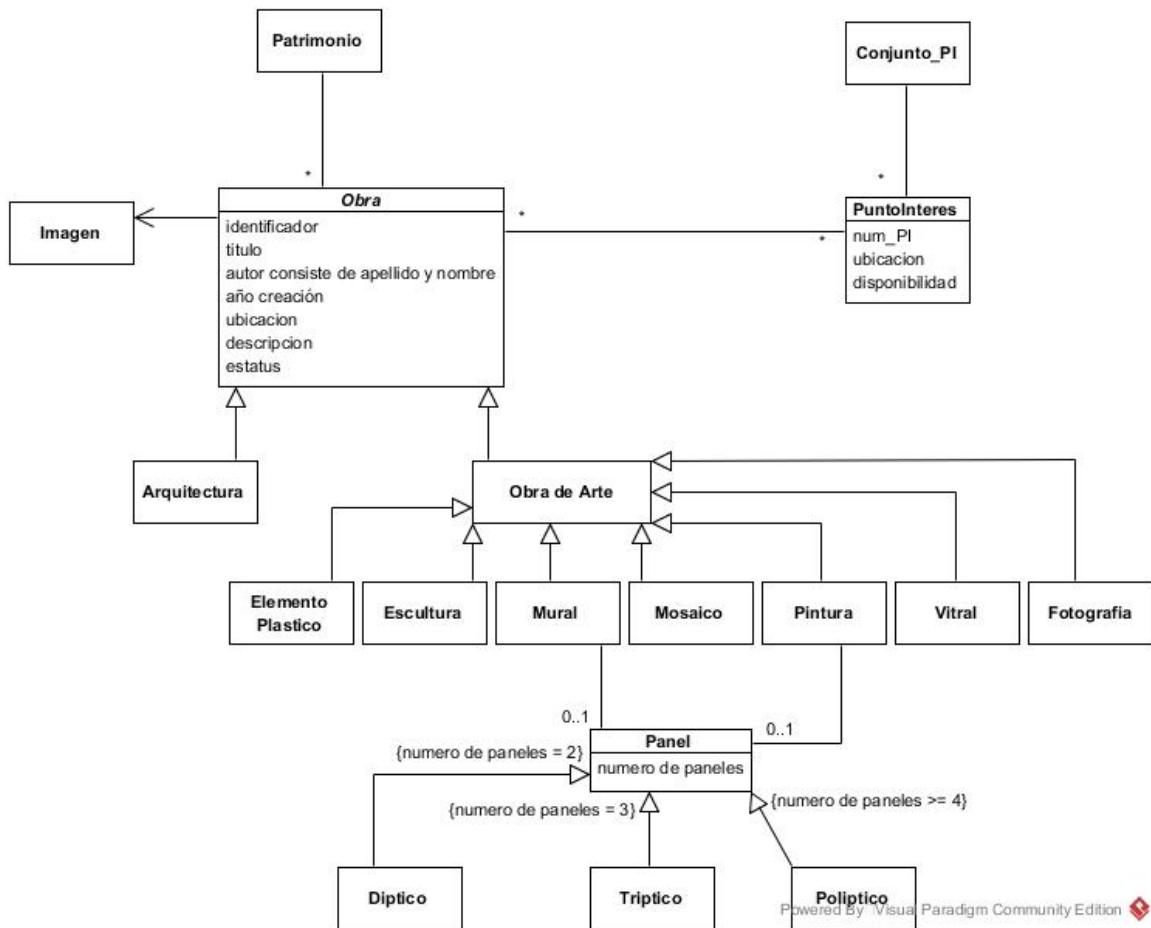 Patrimonio
Conjunto_PI
*
*
Imagen
Obra
identificador
titulo
autor consiste de apellido y nombre
año creación
ubicacion
descripcion
estatus
*
*
PuntoInteres
num_PI
ubicacion
disponibilidad
Arquitectura
Obra de Arte
Elemento
Plastico
Escultura
Mural
Mosaico
Pintura
Vitral
Fotografia
0..1
0..1
Panel
numero de paneles
{numero de paneles = 2}
{numero de paneles = 3}
{numero de paneles >= 4}
Diptico
Triptico
Poliptico
Powered By Visual Paradigm Community Edition